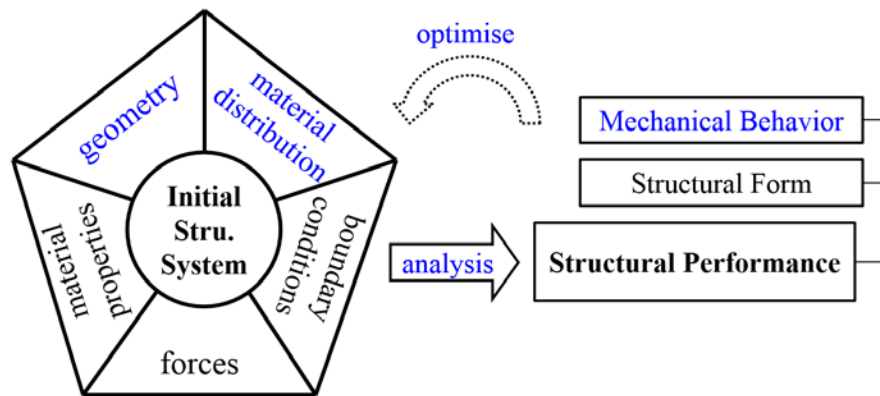 geometry
material
distribution
material
properties
Initial
Stru.
System
boundary
conditions
forces
optimise
analysis
Mechanical Behavior
Structural Form
Structural Performance